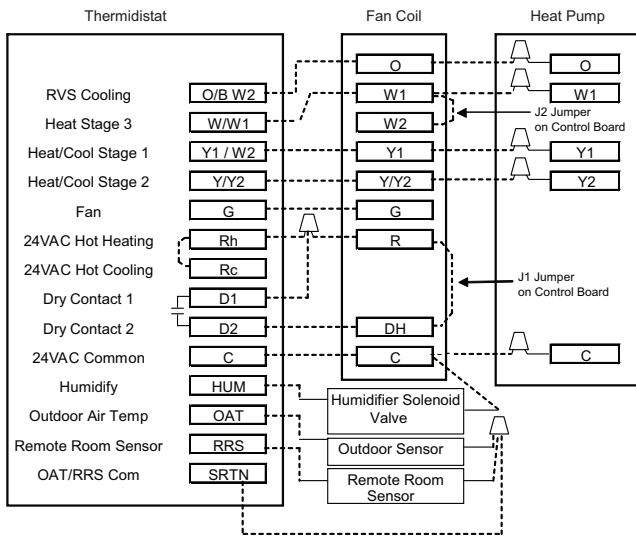 Thermidistat Fan Coil Heat Pump
O O
RVS Cooling O/B W2 W1 W1
J2 Jumper
on Control Board
Heat Stage 3 W/W1 W2
Heat/Cool Stage 1 Y1 / W2 Y1 Y1
Heat/Cool Stage 2 Y/Y2 Y/Y2 Y2
Fan G G
24VAC Hot Heating Rh R
24VAC Hot Cooling Rc
J1 Jumper
on Control Board
Dry Contact 1 D1
Dry Contact 2 D2 DH
24VAC Common C C C
Humidify HUM
Humidifier Solenoid
Valve
Outdoor Air Temp OAT
Outdoor Sensor
Remote Room Sensor RRS
Remote Room
Sensor
OAT/RRS Com SRTN